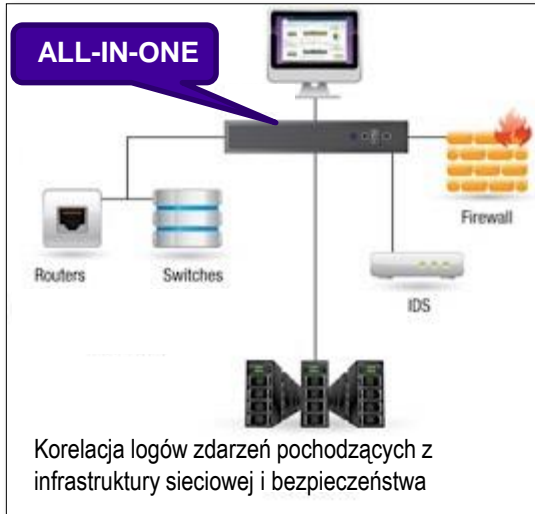 ALL-IN-ONE
Firewall
Routers
Switches
IDS
Korelacja logów zdarzeń pochodzących z
infrastruktury sieciowej i bezpieczeństwa